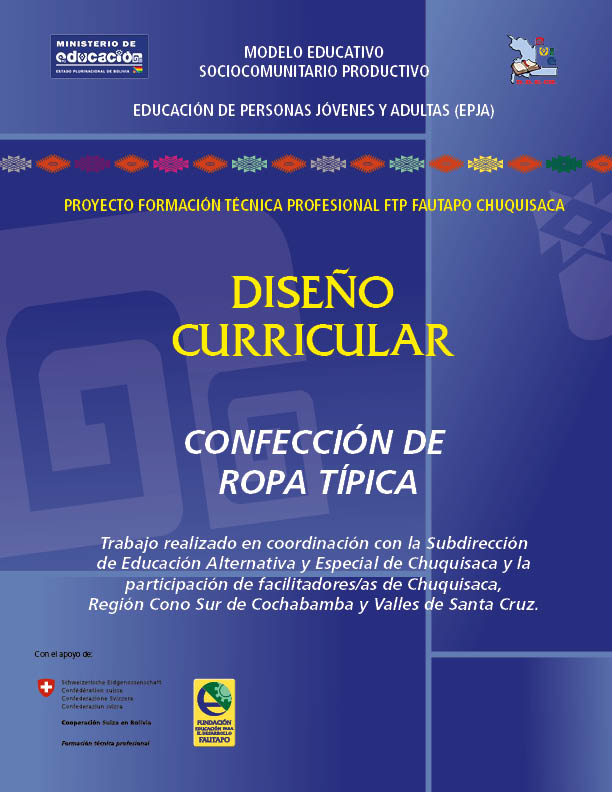 MINISTERIO DE
educación
ESTADO PLURINACIONAL DE BOLIVIA
MODELO EDUCATIVO
SOCIOCOMUNITARIO PRODUCTIVO
EDUCACIÓN DE PERSONAS JÓVENES Y ADULTAS (EPJA)
PROYECTO FORMACIÓN TÉCNICA PROFESIONAL FTP FAUTAPO CHUQUISACA
DISEÑO
CURRICULAR
CONFECCIÓN DE
ROPA TÍPICA
Trabajo realizado en coordinación con la Subdirección
de Educación Alternativa y Especial de Chuquisaca y la
participación de facilitadores/as de Chuquisaca,
Región Cono Sur de Cochabamba y Valles de Santa Cruz.
Con el apoyo de:
Schweizerische Eidgenossenschaft
Confédération suisse
Confederazione Svizzera
Confederaziun svizra
Cooperación Suiza en Bolivia
Formación técnica profesional
FUNDACIÓN
EDUCACIÓN PARA
EL DESARROLLO
FAUTAPO